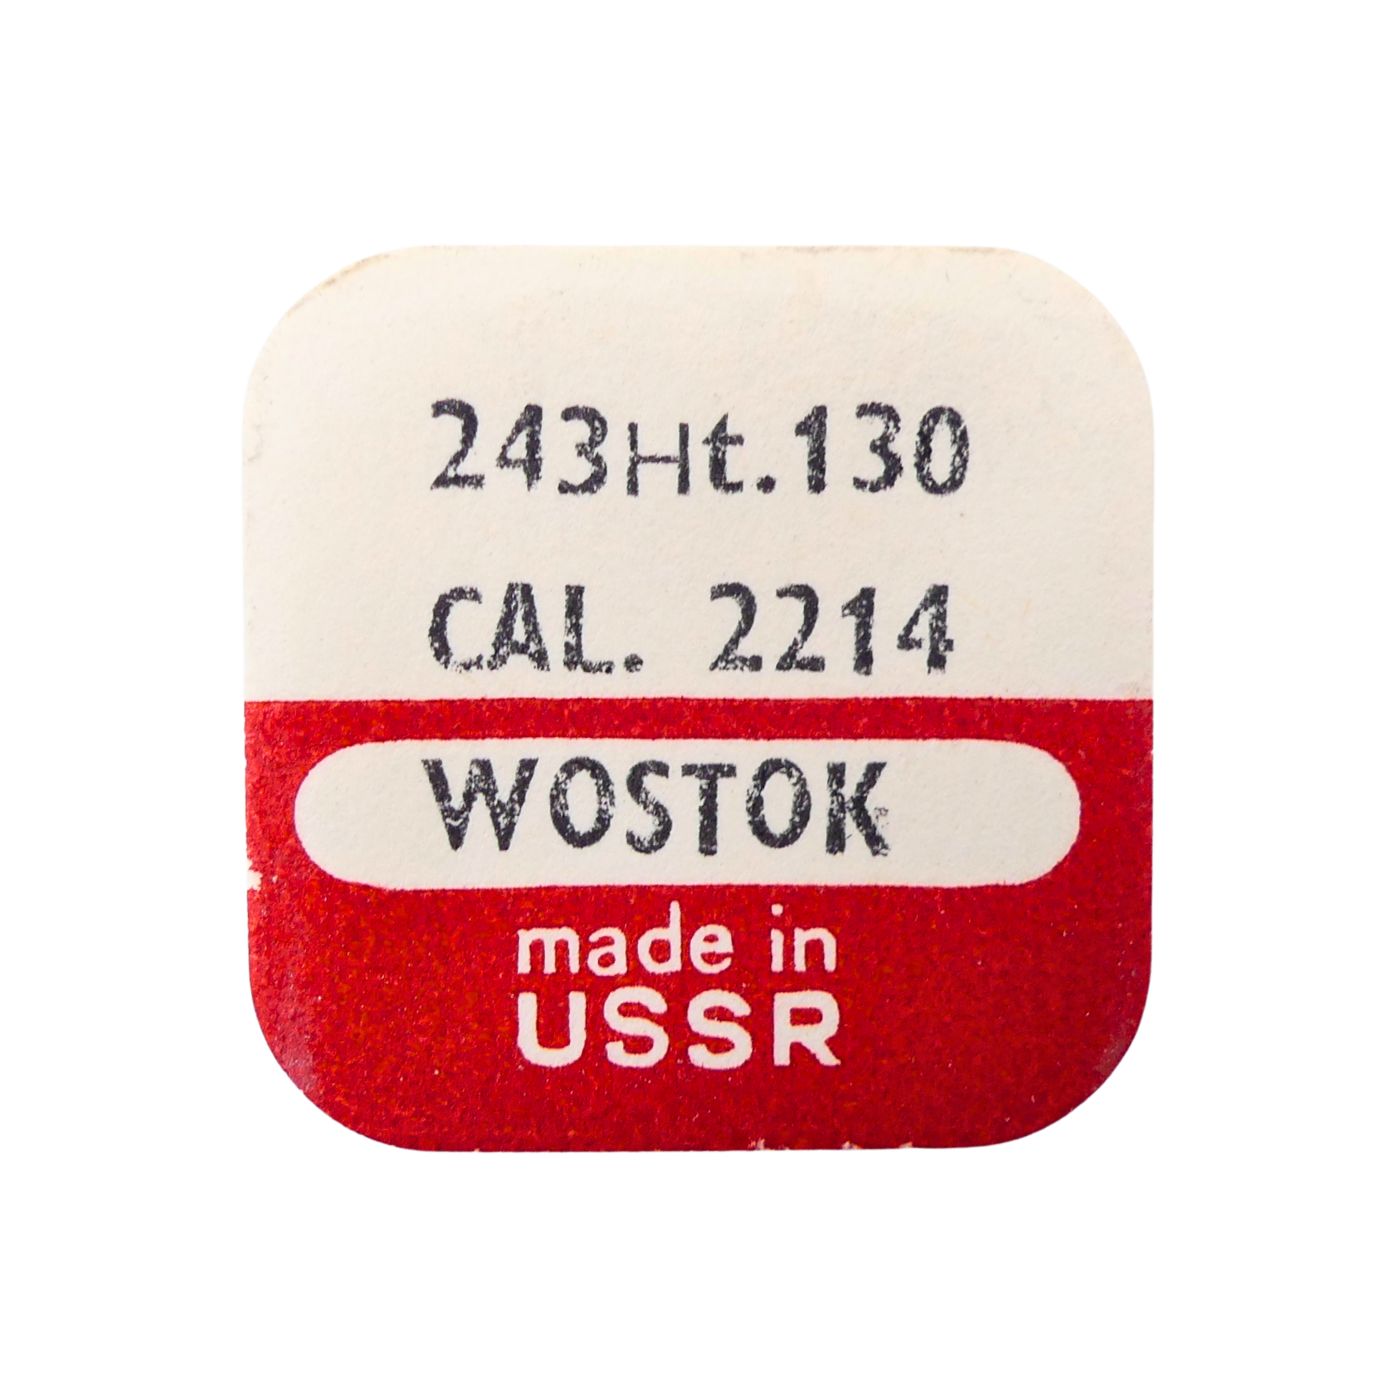 243Ht.130
CAL. 2214
WOSTOK
made in
USSR